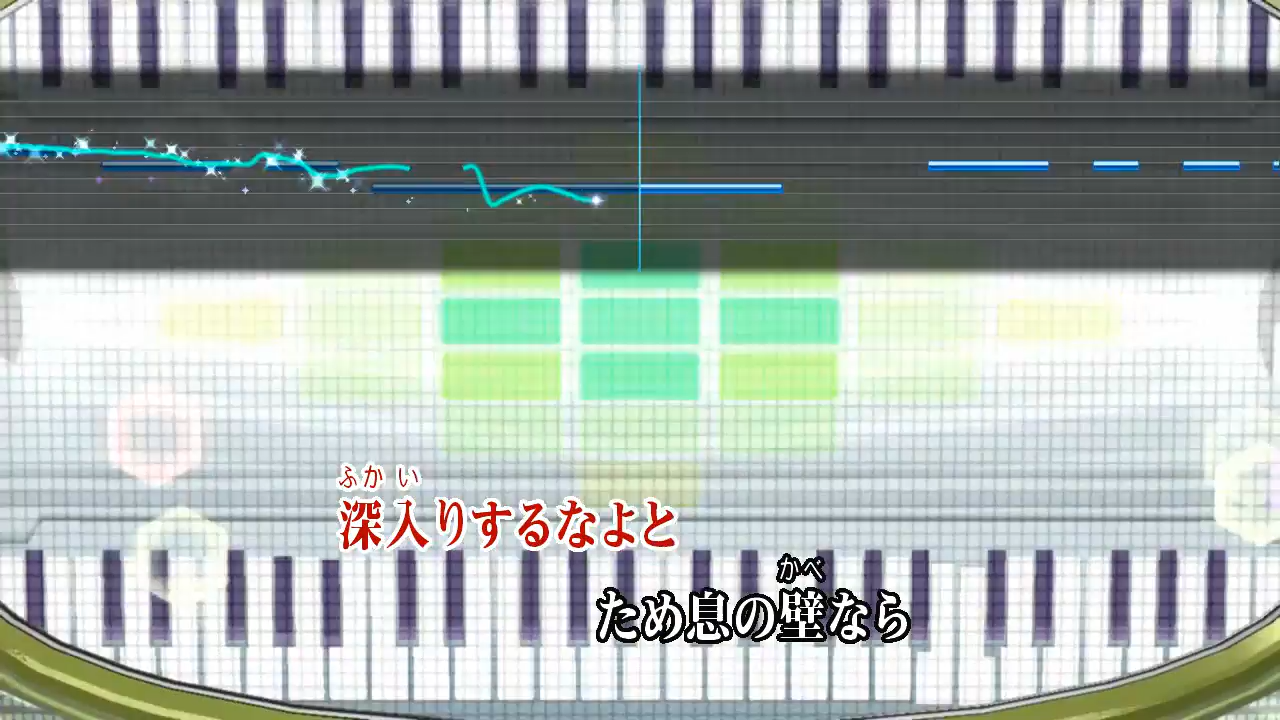 ふかい
深入りするなよと
かべ
ため息の壁なら